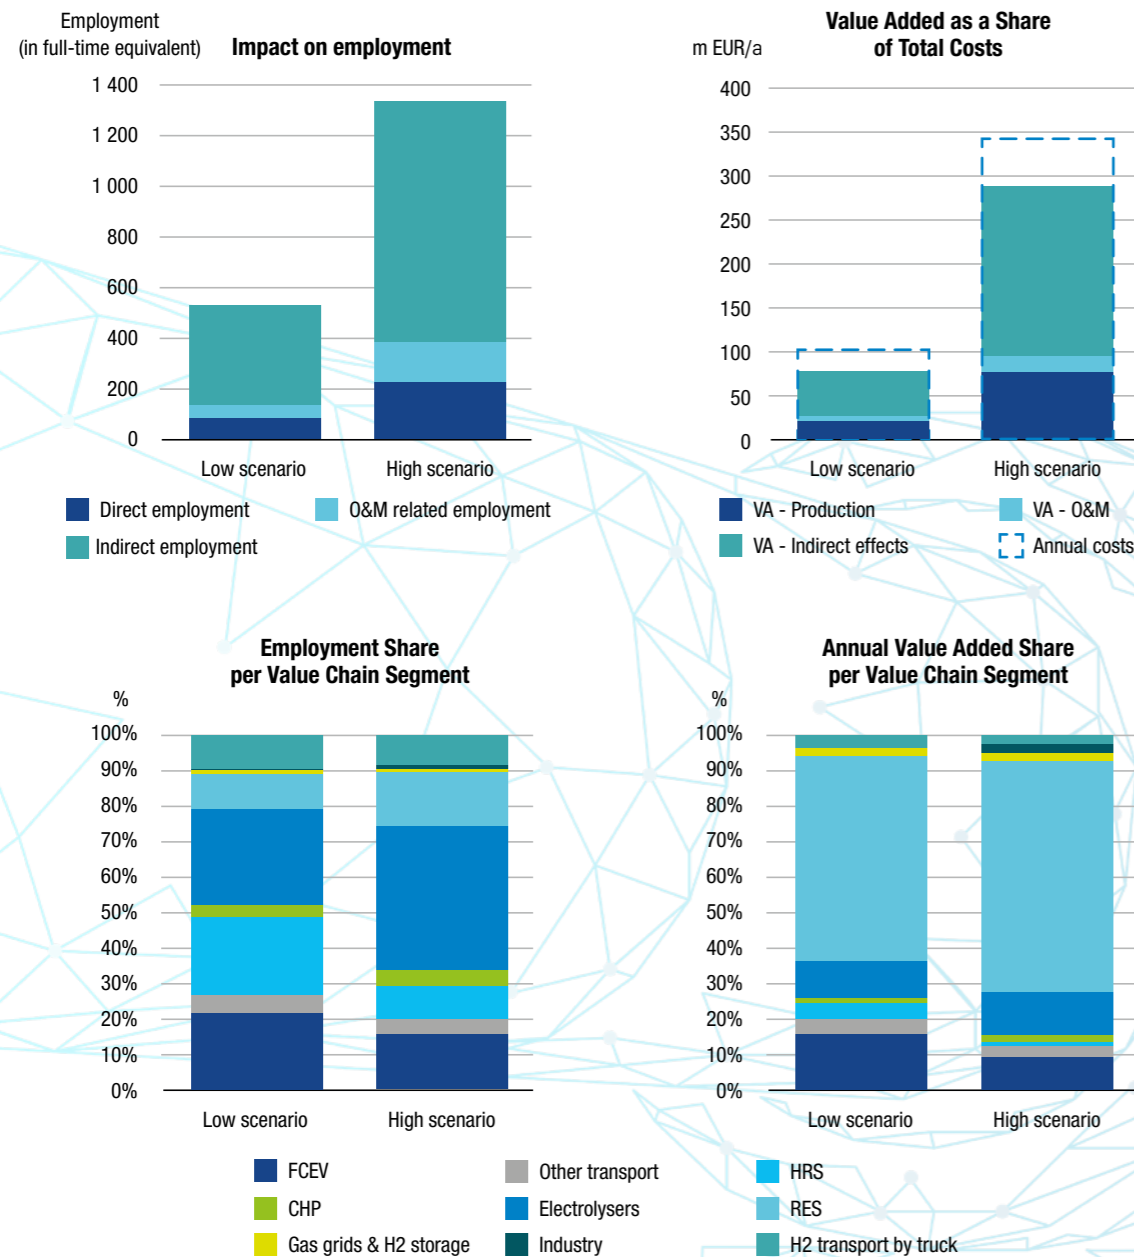 Employment
(in full-time equivalent)
Impact on employment
1 400
1 200
1 000
800
600
400
200
0
Low scenario
High scenario
Direct employment
O&M related employment
Indirect employment
Value Added as a Share
of Total Costs
m EUR/a
400
350
300
250
200
150
100
50
0
Low scenario
High scenario
VA - Production
VA - O&M
VA - Indirect effects
Annual costs
Employment Share
per Value Chain Segment
%
100%
90%
80%
70%
60%
50%
40%
30%
20%
10%
0%
Low scenario
High scenario
Annual Value Added Share
per Value Chain Segment
%
100%
90%
80%
70%
60%
50%
40%
30%
20%
10%
0%
Low scenario
High scenario
FCEV
Other transport
HRS
CHP
Electrolysers
RES
Gas grids & H2 storage
Industry
H2 transport by truck